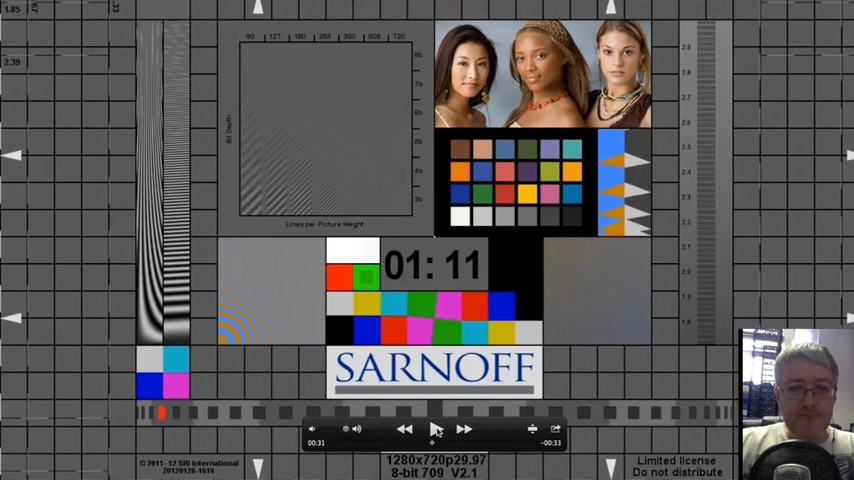 1.85
.67
2.33
90 127 180 255 360 509 720
2.39
8b
7b
6b
5b
4b
3b
Bit Depth
Lines per Picture Height
2.9
2.8
2.7
2.6
2.5
2.4
2.3
2.2
2.1
2.0
1.9
1.8
01: 11
SARNOFF
00:31
-00:33
© 2011- 12 SRI International
20120126-1616
1280x720p29.97
8-bit 709 V2.1
Limited license
Do not distribute